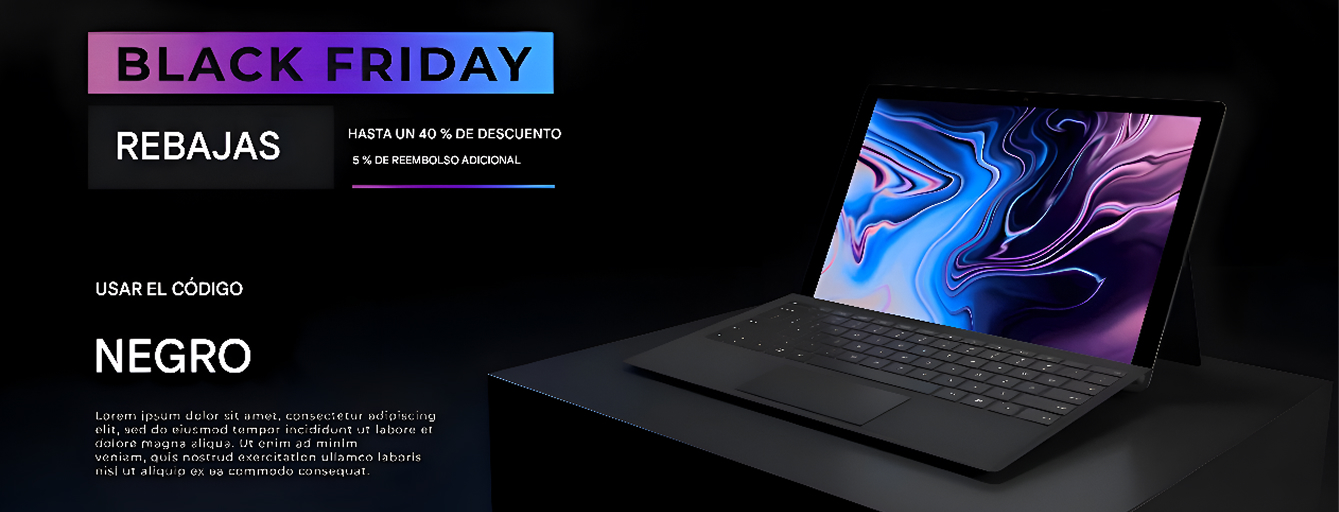 BLACK FRIDAY
REBAJAS
HASTA UN 40 % DE DESCUENTO
5 % DE REEMBOLSO ADICIONAL
USAR EL CÓDIGO
NEGRO
Lorem ipsum dolor sit amet, consectetur adipiscing
elit, sed do eiusmod tempor incididunt ut labore et
dolore magna aliqua. Ut enim ad minim
veniam, quis nostrud exercitation ullamco laboris
nisl ut aliquip ex ea commodo consequat.